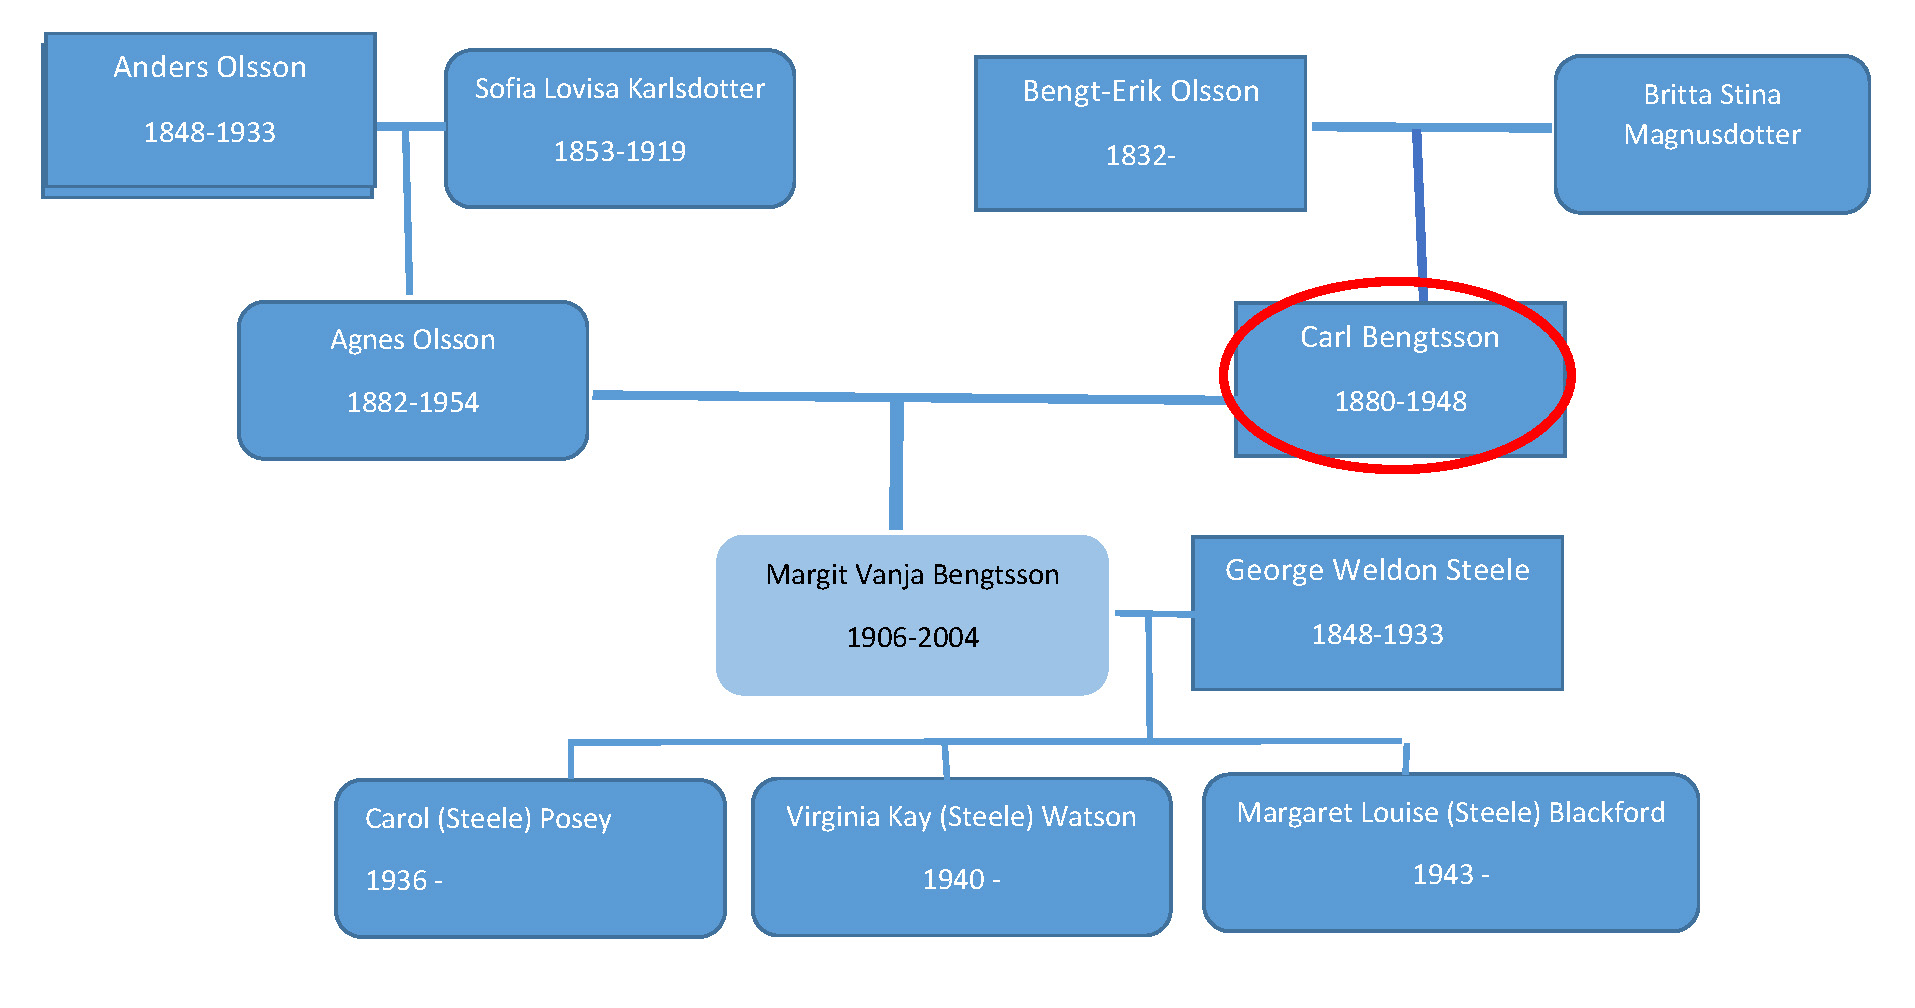 Anders Olsson
1848-1933
Sofia Lovisa Karlsdotter
1853-1919
Bengt-Erik Olsson
1832-
Britta Stina
Magnusdotter
Agnes Olsson
1882-1954
Carl Bengtsson
1880-1948
Margit Vanja Bengtsson
1906-2004
George Weldon Steele
1848-1933
Carol (Steele) Posey
1936 -
Virginia Kay (Steele) Watson
1940 -
Margaret Louise (Steele) Blackford
1943 -